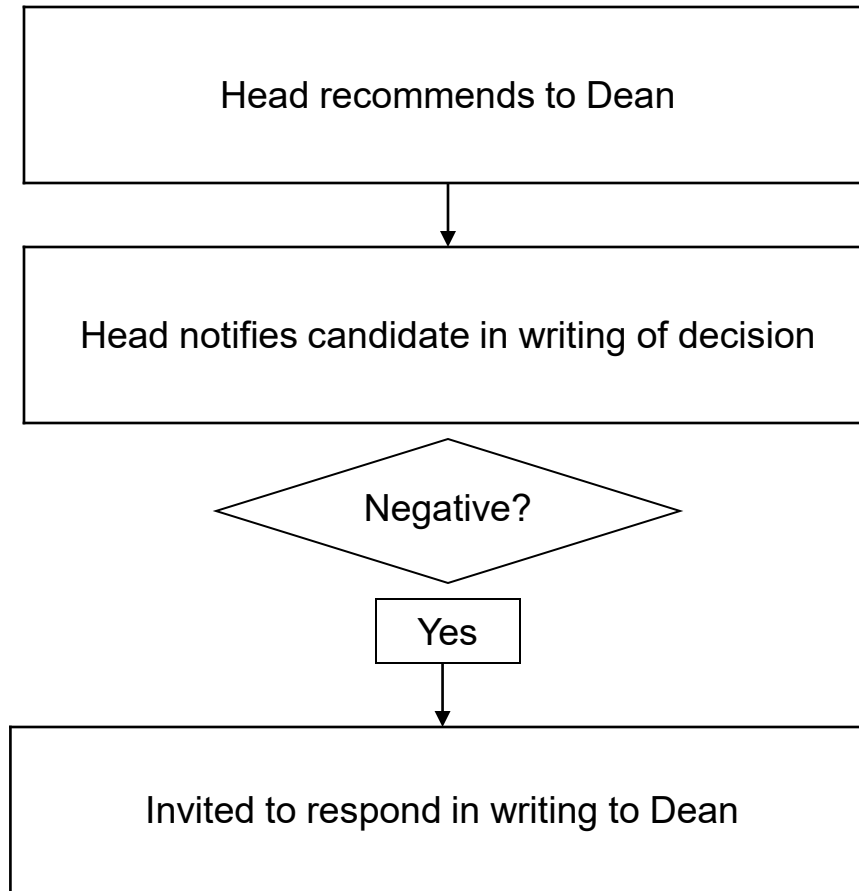 Head recommends to Dean
Head notifies candidate in writing of decision
Negative?
Yes
Invited to respond in writing to Dean